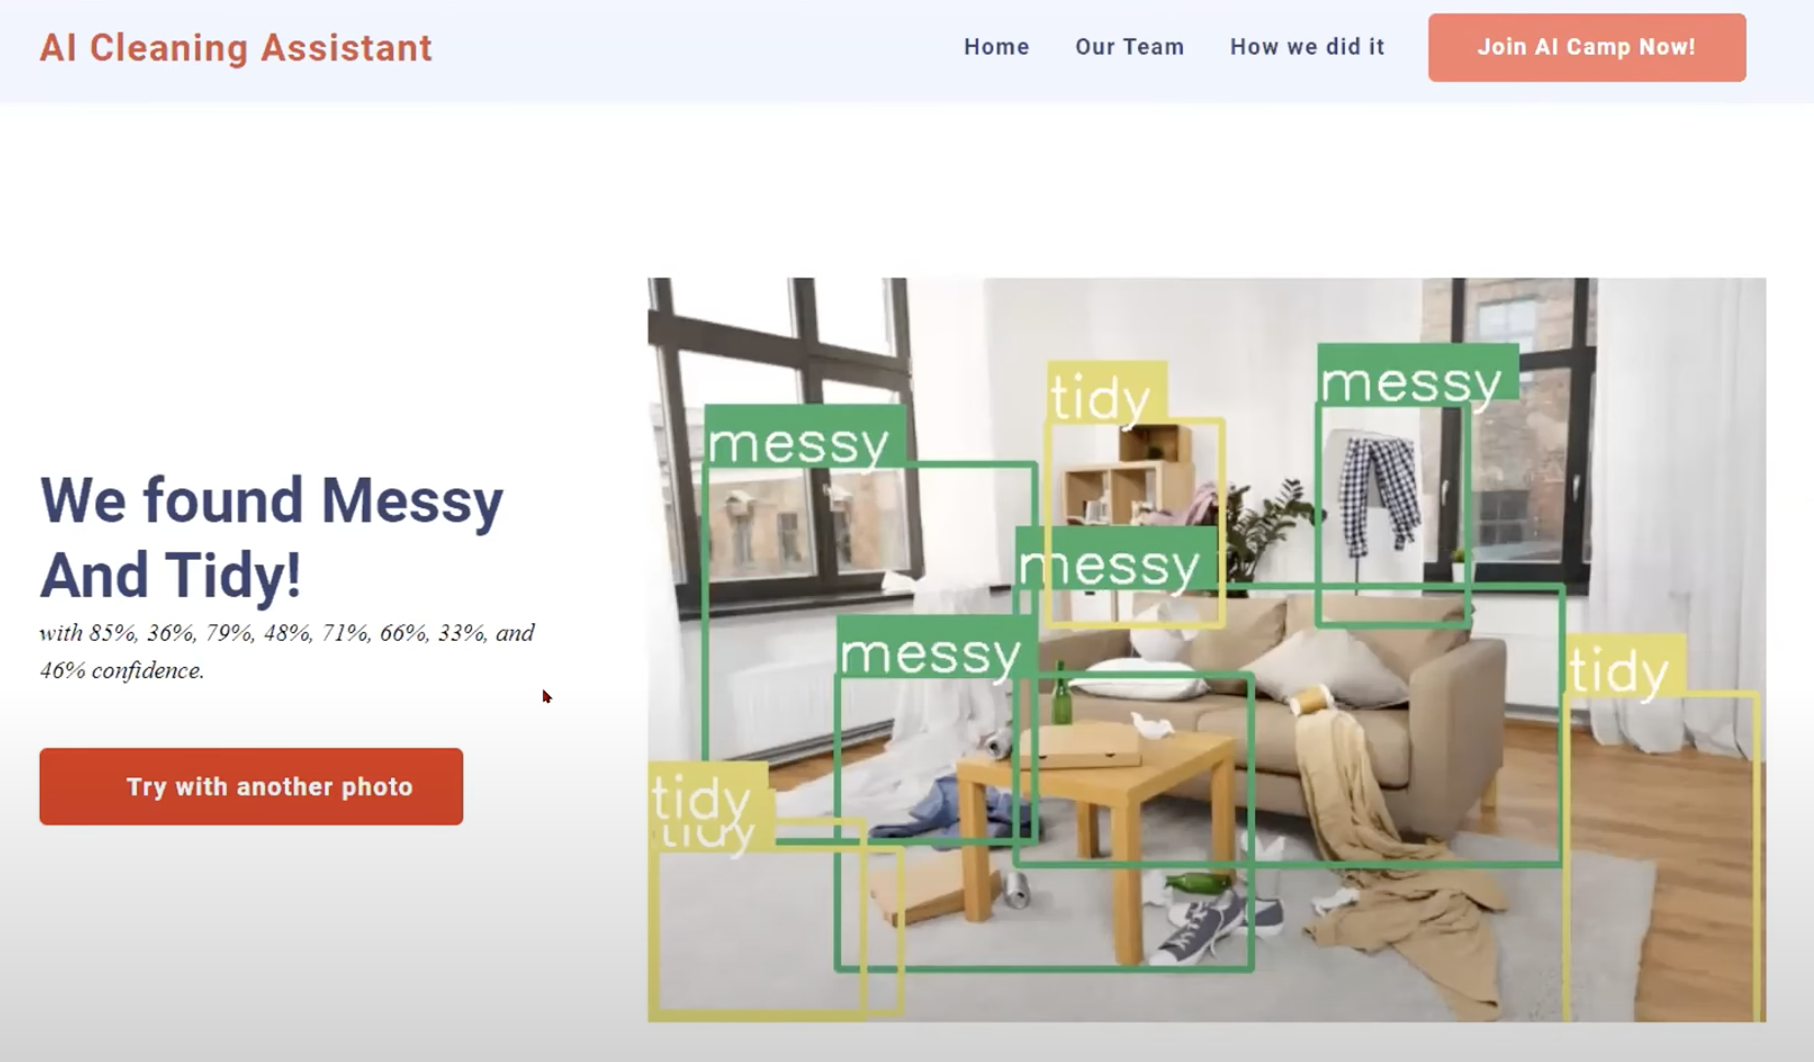 AI Cleaning Assistant
Home
Our Team
How we did it
Join AI Camp Now!
We found Messy
And Tidy!
with 85%, 36%, 79%, 48%, 71%, 66%, 33%, and
46% confidence.
Try with another photo
messy
tidy
messy
messy
messy
tidy
tidy
tidy